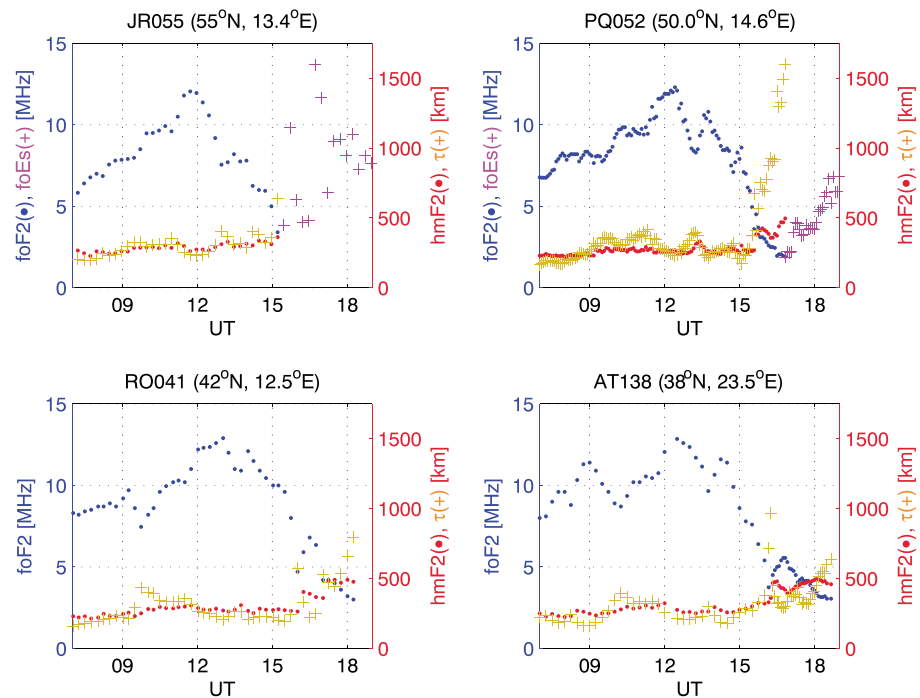 JR055 (55°N, 13.4°E)
15
10
5
0
foF2(●), foEs(+) [MHz]
1500
1000
500
0
hmF2(●), τ(+) [km]
09 12 15 18
UT
PQ052 (50.0°N, 14.6°E)
15
10
5
0
foF2(●), foEs(+) [MHz]
1500
1000
500
0
hmF2(●), τ(+) [km]
09 12 15 18
UT
RO041 (42°N, 12.5°E)
15
10
5
0
foF2 [MHz]
1500
1000
500
0
hmF2(●), τ(+) [km]
09 12 15 18
UT
AT138 (38°N, 23.5°E)
15
10
5
0
foF2 [MHz]
1500
1000
500
0
hmF2(●), τ(+) [km]
09 12 15 18
UT